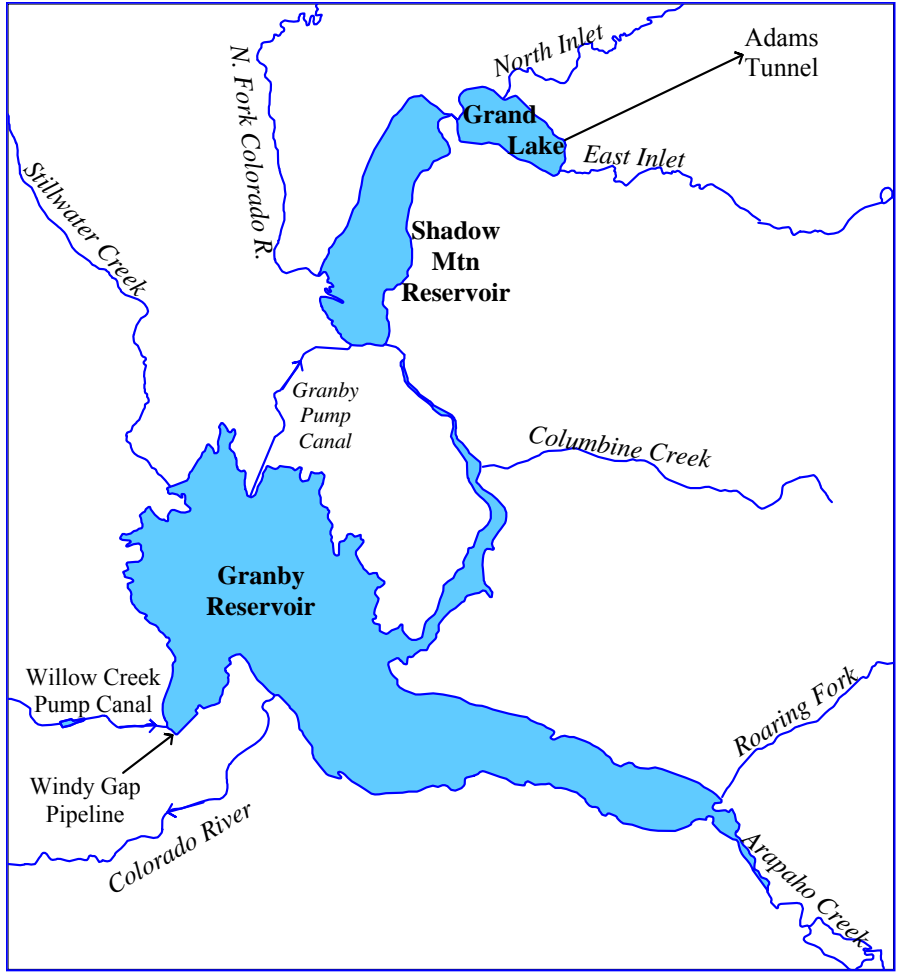 Adams
Tunnel
North Inlet
N. Fork Colorado R.
Grand
Lake
East Inlet
Stillwater Creek
Shadow
Mtn
Reservoir
Granby
Pump
Canal
Columbine Creek
Granby
Reservoir
Willow Creek
Pump Canal
Roaring Fork
Windy Gap
Pipeline
Colorado River
Arapaho Creek